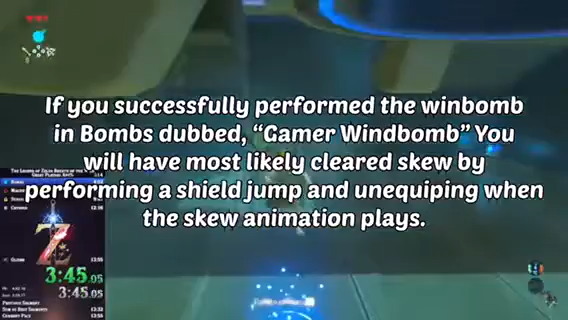 If you successfully performed the winbomb
in Bombs dubbed, “Gamer Windbomb” You
will have most likely cleared skew by
performing a shield jump and unequiping when
the skew animation plays.
3:45.05
3:45.05